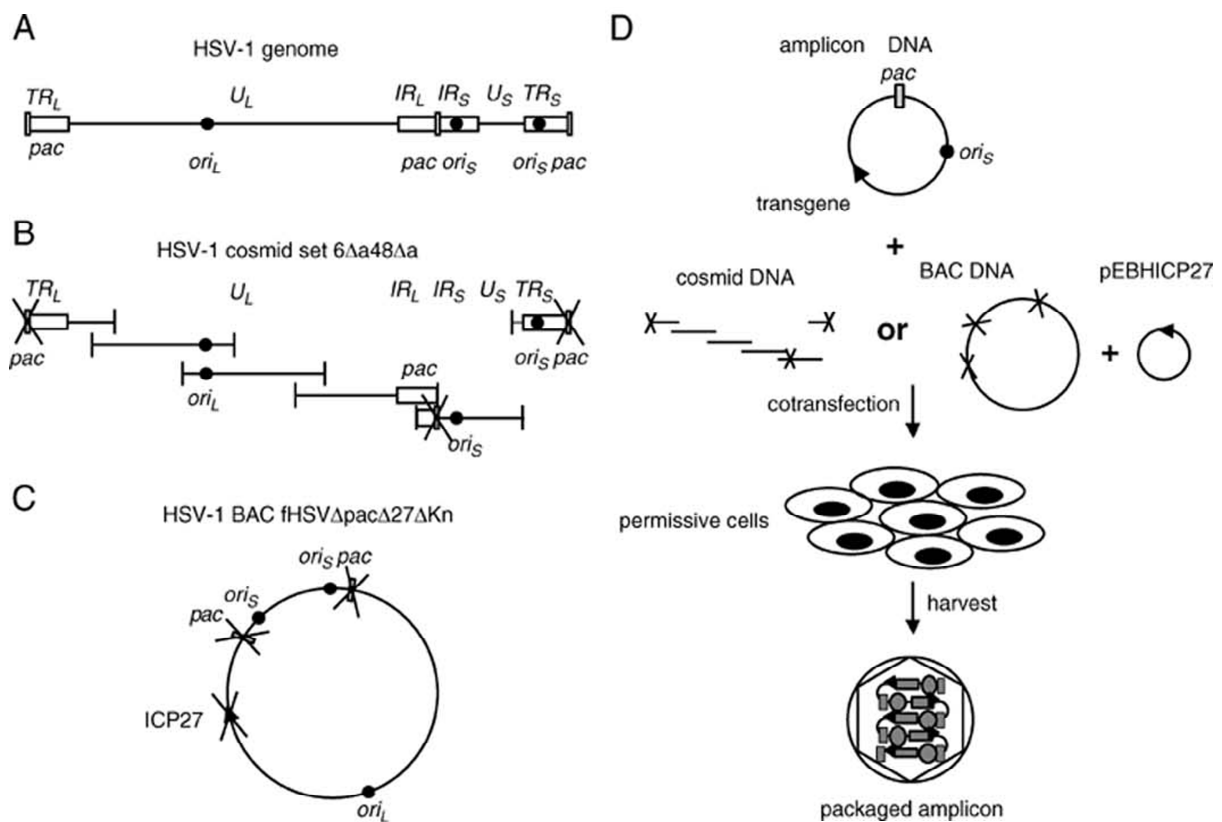 A
HSV-1 genome
TR_L U_L IR_L IR_S U_S TR_S
pac ori_L pac ori_S ori_S pac
B
HSV-1 cosmid set 6Δa48Δa
TR_L U_L IR_L IR_S U_S TR_S
pac pac ori_S pac
ori_L
ori_S
C
HSV-1 BAC fHSVΔpacΔ27ΔKn
ori_S pac
ori_S
pac
ICP27
ori_L
D
amplicon DNA
pac
ori_S
transgene
+
cosmid DNA BAC DNA pEBHICP27
or +
cotransfection
permissive cells
harvest
packaged amplicon